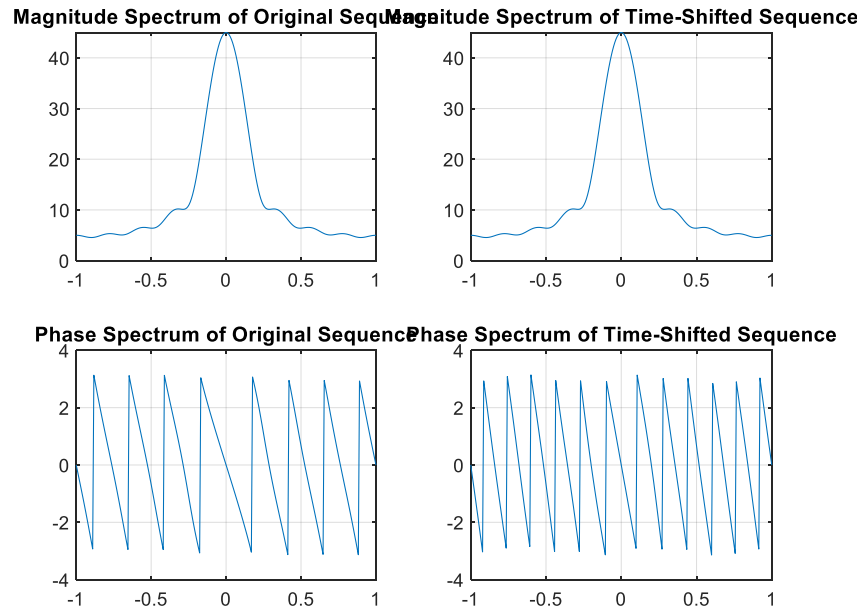 Magnitude Spectrum of Original Sequence
Magnitude Spectrum of Time-Shifted Sequence
40
30
20
10
0
-1 -0.5 0 0.5 1
40
30
20
10
0
-1 -0.5 0 0.5 1
Phase Spectrum of Original Sequence
Phase Spectrum of Time-Shifted Sequence
4
2
0
-2
-4
-1 -0.5 0 0.5 1
4
2
0
-2
-4
-1 -0.5 0 0.5 1